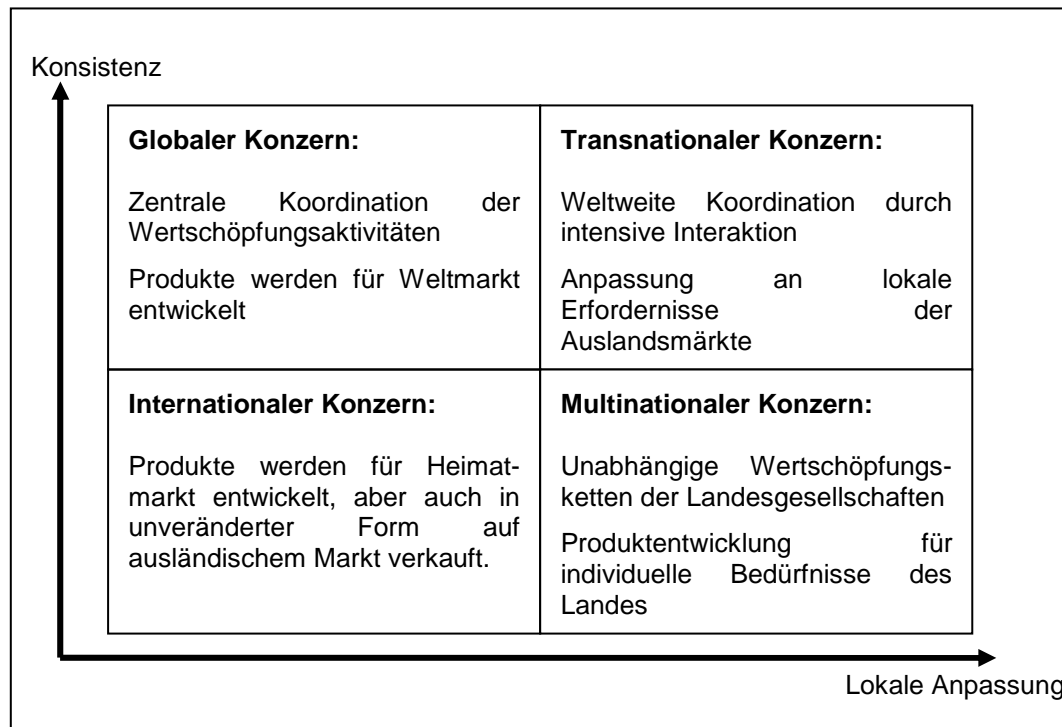 Konsistenz
Globaler Konzern:
Zentrale Koordination der
Wertschöpfungsaktivitäten
Produkte werden für Weltmarkt
entwickelt
Transnationaler Konzern:
Weltweite Koordination durch
intensive Interaktion
Anpassung an lokale
Erfordernisse der
Auslandsmärkte
Internationaler Konzern:
Produkte werden für Heimat-
markt entwickelt, aber auch in
unveränderter Form auf
ausländischem Markt verkauft.
Multinationaler Konzern:
Unabhängige Wertschöpfungs-
ketten der Landesgesellschaften
Produktentwicklung für
individuelle Bedürfnisse des
Landes
Lokale Anpassung